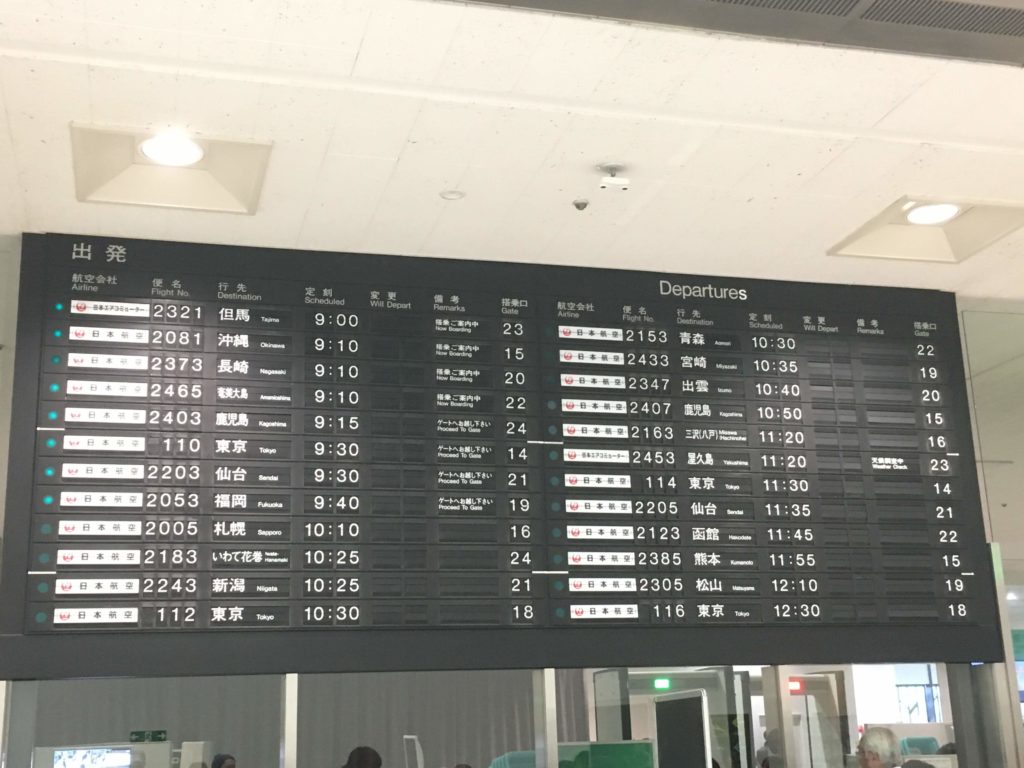 出発
航空会社 便名 行先 定刻 変更 備考 搭乗口
Airline Flight No. Destination Scheduled Will Depart Remarks Gate
日本エアコミューター 2321 但馬 Tajima 9:00 搭乗ご案内中 Now Boarding 23
日本航空 2081 沖縄 Okinawa 9:10 搭乗ご案内中 Now Boarding 15
日本航空 2373 長崎 Nagasaki 9:10 搭乗ご案内中 Now Boarding 20
日本航空 2465 奄美大島 Amamioshima 9:10 搭乗ご案内中 Now Boarding 22
日本航空 2403 鹿児島 Kagoshima 9:15 ゲートへお越し下さい Proceed To Gate 24
日本航空 110 東京 Tokyo 9:30 ゲートへお越し下さい Proceed To Gate 14
日本航空 2203 仙台 Sendai 9:30 ゲートへお越し下さい Proceed To Gate 21
日本航空 2053 福岡 Fukuoka 9:40 ゲートへお越し下さい Proceed To Gate 19
日本航空 2005 札幌 Sapporo 10:10 16
日本航空 2183 いわて花巻 Iwate-Hanamaki 10:25 24
日本航空 2243 新潟 Niigata 10:25 21
日本航空 112 東京 Tokyo 10:30 18
Departures
航空会社 便名 行先 定刻 変更 備考 搭乗口
Airline Flight No. Destination Scheduled Will Depart Remarks Gate
日本航空 2153 青森 Aomori 10:30 22
日本航空 2433 宮崎 Miyazaki 10:35 19
日本航空 2347 出雲 Izumo 10:40 20
日本航空 2407 鹿児島 Kagoshima 10:50 15
日本航空 2163 三沢(八戸) Misawa (Hachinohe) 11:20 16
日本エアコミューター 2453 屋久島 Yakushima 11:20 天候調査中 Weather Check 23
日本航空 114 東京 Tokyo 11:30 14
日本航空 2205 仙台 Sendai 11:35 21
日本航空 2123 函館 Hakodate 11:45 22
日本航空 2385 熊本 Kumamoto 11:55 15
日本航空 2305 松山 Matsuyama 12:10 19
日本航空 116 東京 Tokyo 12:30 18